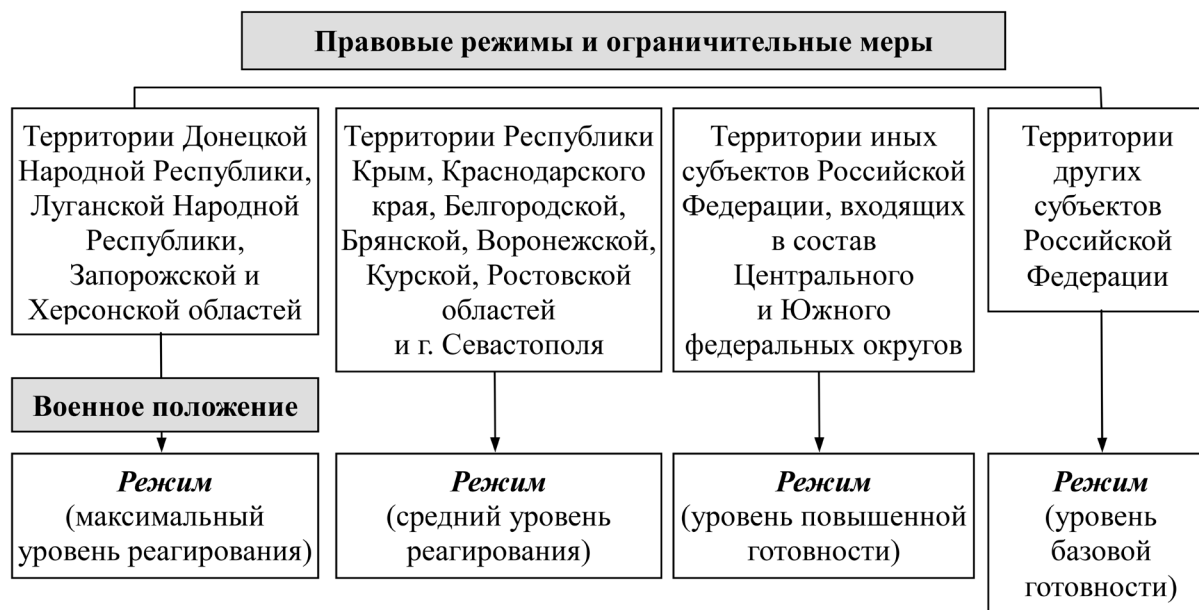 Правовые режимы и ограничительные меры
Территории Донецкой
Народной Республики,
Луганской Народной
Республики,
Запорожской и
Херсонской областей
Территории Республики
Крым, Краснодарского
края, Белгородской,
Брянской, Воронежской,
Курской, Ростовской
областей
и г. Севастополя
Территории иных
субъектов Российской
Федерации, входящих
в состав
Центрального
и Южного
федеральных округов
Территории
других
субъектов
Российской
Федерации
Военное положение
Режим
(максимальный
уровень реагирования)
Режим
(средний уровень
реагирования)
Режим
(уровень повышенной
готовности)
Режим
(уровень
базовой
готовности)